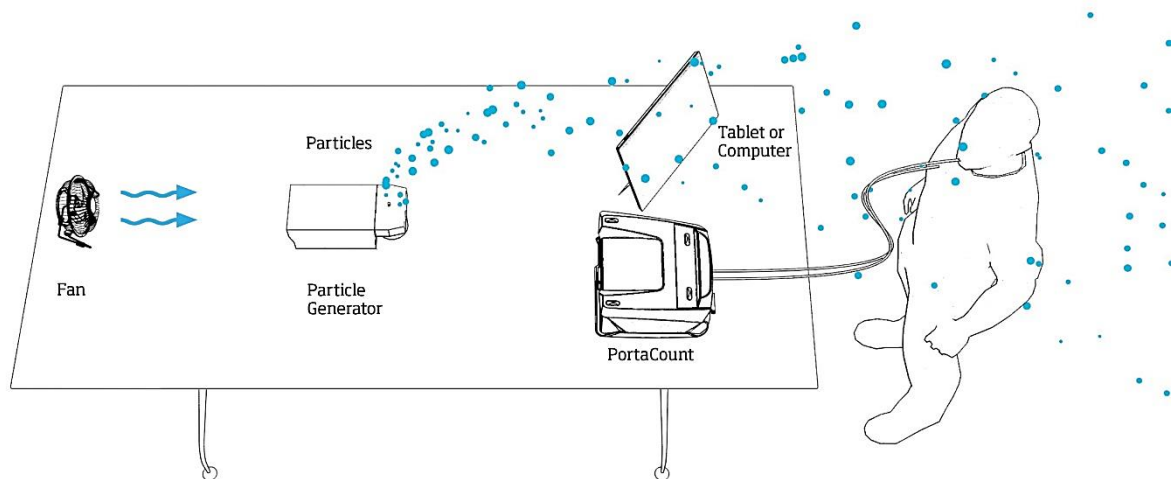 Particles
Tablet or
Computer
Fan
Particle
Generator
PortaCount